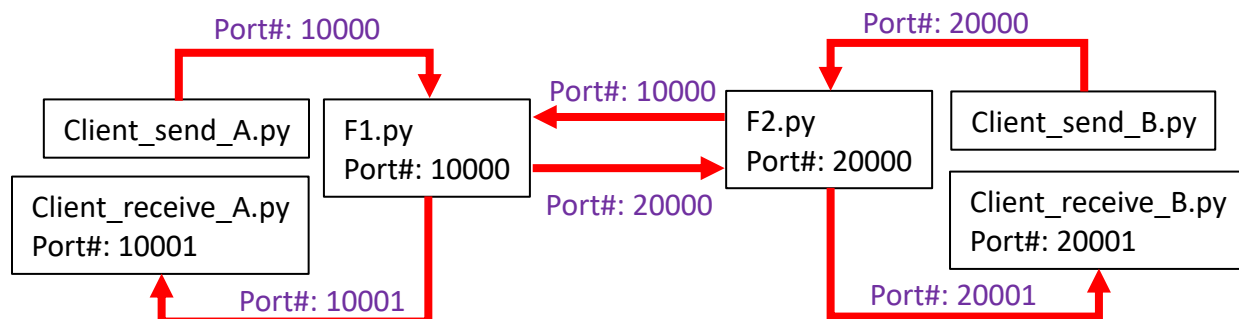 Port#: 10000
Port#: 20000
Port#: 10000
Client_send_A.py
F1.py
Port#: 10000
F2.py
Port#: 20000
Client_send_B.py
Client_receive_A.py
Port#: 10001
Port#: 20000
Client_receive_B.py
Port#: 20001
Port#: 10001
Port#: 20001